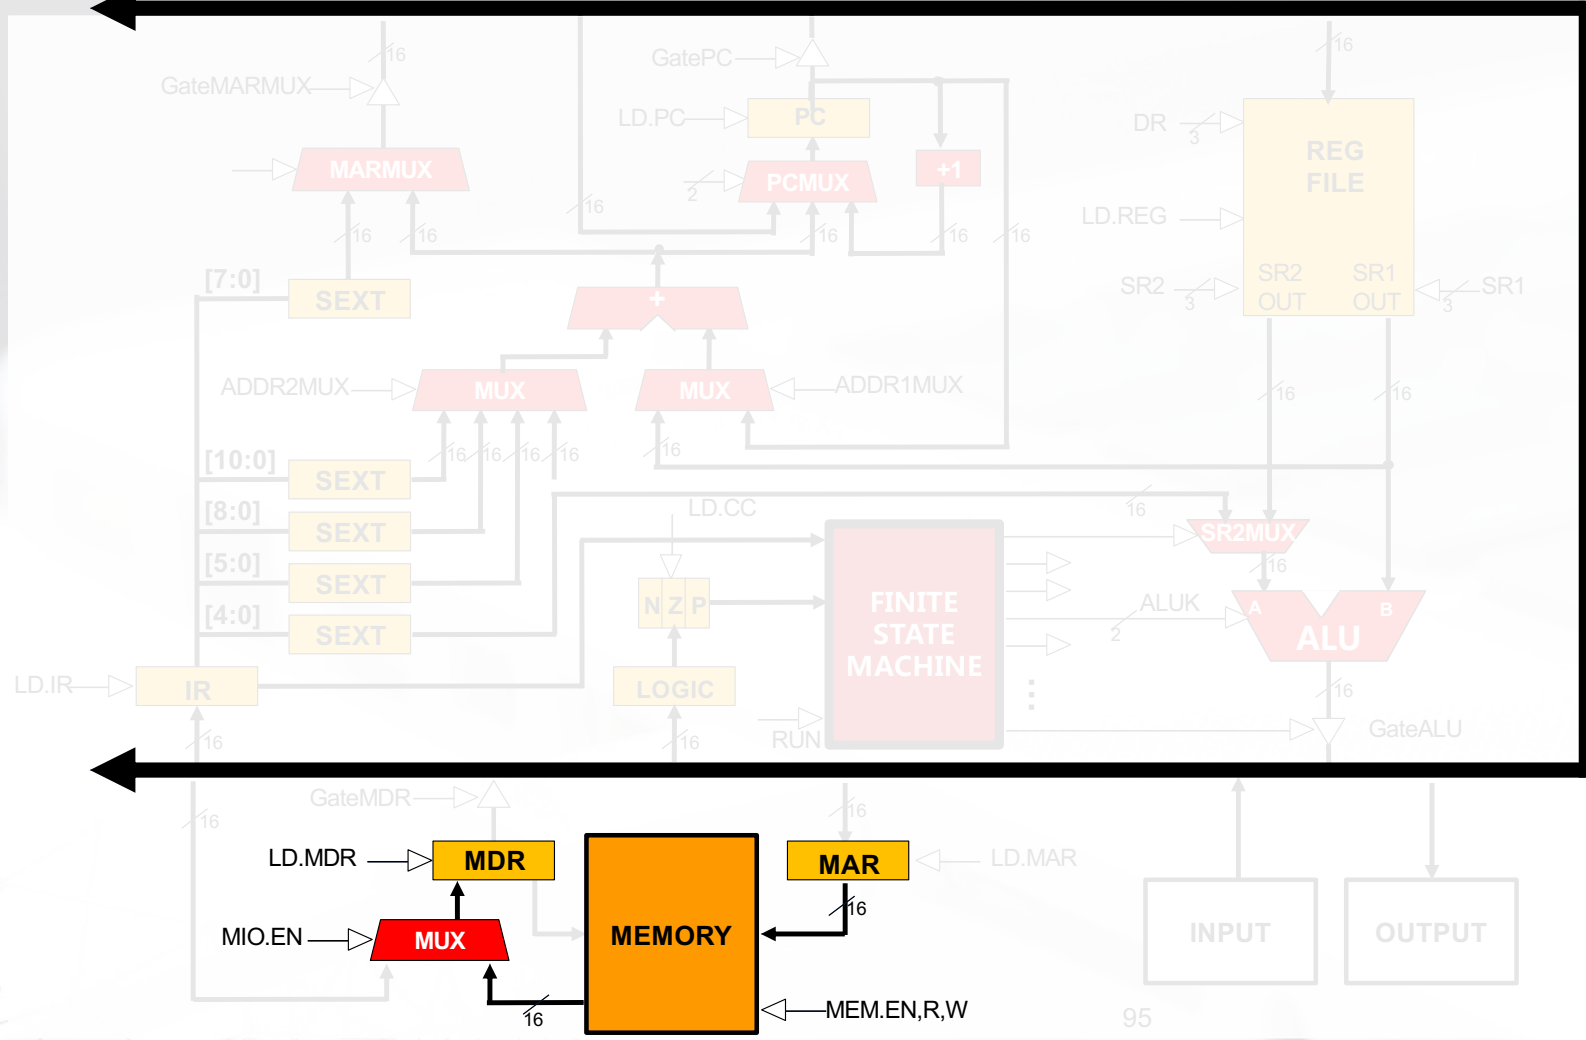 16
GatePC
16
16
GateMARMUX
LD.PC
PC
DR
3
REG
FILE
MARMUX
2
PCMUX
+1
16
16
16
16
16
16
LD.REG
[7:0]
SEXT
+
SR2
3
SR2
OUT
SR1
OUT
3
SR1
ADDR2MUX
MUX
MUX
ADDR1MUX
16
16
[10:0]
SEXT
16
16
16
16
16
[8:0]
SEXT
LD.CC
16
SR2MUX
16
[5:0]
SEXT
N Z P
FINITE
STATE
MACHINE
ALUK
2
A
B
ALU
[4:0]
SEXT
LD.IR
IR
LOGIC
16
16
16
RUN
GateALU
GateMDR
16
16
LD.MDR
MDR
MAR
LD.MAR
16
MIO.EN
MUX
MEMORY
INPUT
OUTPUT
16
MEM.EN,R,W
95